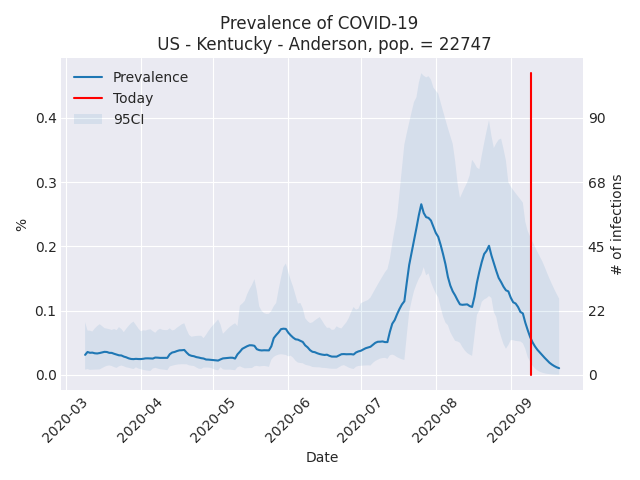 Prevalence of COVID-19
US - Kentucky - Anderson, pop. = 22747
Prevalence
Today
95CI
%
0.4
0.3
0.2
0.1
0.0
90
68
45
22
0
# of infections
2020-03
2020-04
2020-05
2020-06
2020-07
2020-08
2020-09
Date